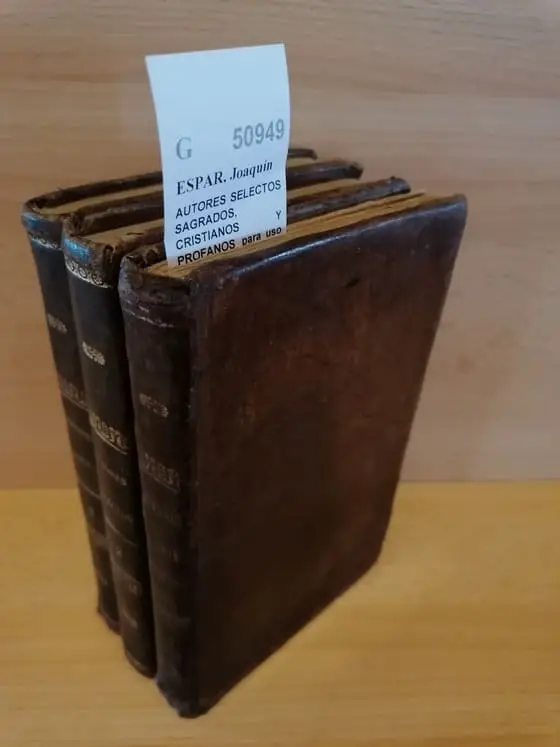 G 50949
ESPAR, Joaquín
AUTORES SELECTOS
SAGRADOS,
CRISTIANOS Y
PROFANOS para uso